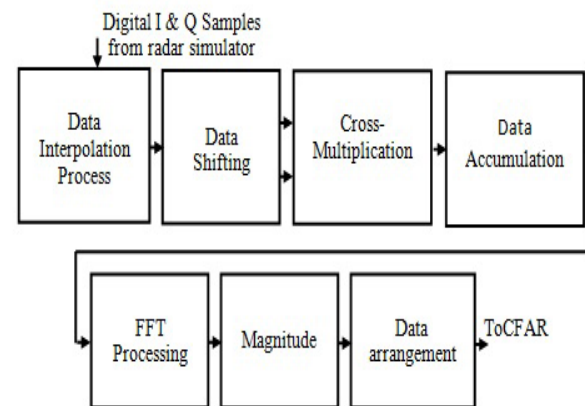 Digital I & Q Samples
from radar simulator
Data
Interpolation
Process
Data
Shifting
Cross-
Multiplication
Data
Accumulation
FFT
Processing
Magnitude
Data
arrangement
ToCFAR